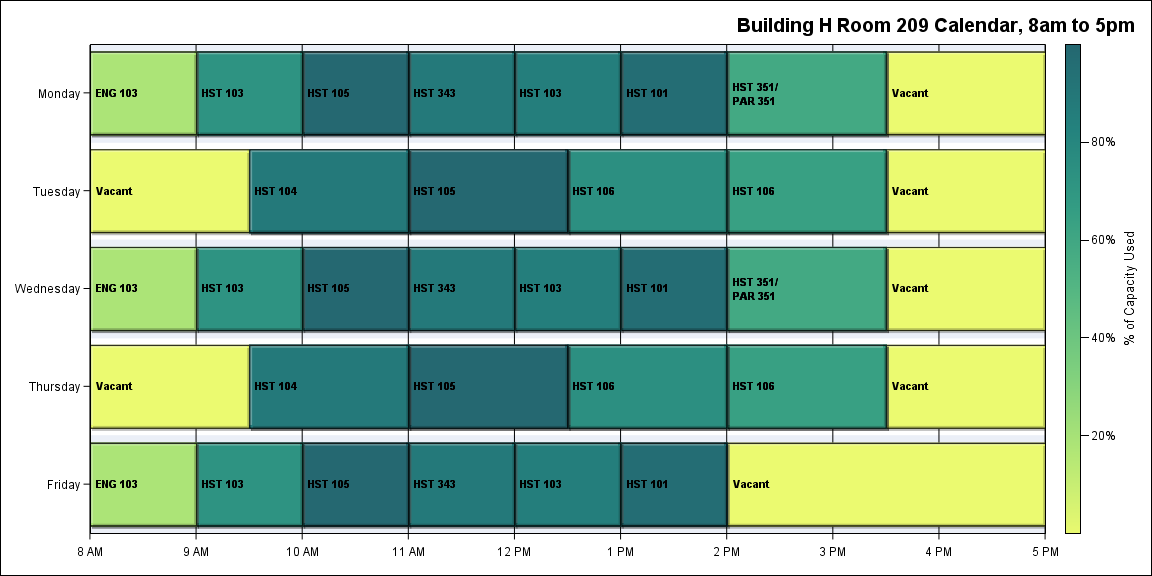 Building H Room 209 Calendar, 8am to 5pm
Monday
ENG 103
HST 103
HST 105
HST 343
HST 103
HST 101
HST 351/
PAR 351
Vacant
Tuesday
Vacant
HST 104
HST 105
HST 106
HST 106
Vacant
Wednesday
ENG 103
HST 103
HST 105
HST 343
HST 103
HST 101
HST 351/
PAR 351
Vacant
Thursday
Vacant
HST 104
HST 105
HST 106
HST 106
Vacant
Friday
ENG 103
HST 103
HST 105
HST 343
HST 103
HST 101
Vacant
8 AM
9 AM
10 AM
11 AM
12 PM
1 PM
2 PM
3 PM
4 PM
5 PM
80%
60%
40%
20%
% of Capacity Used